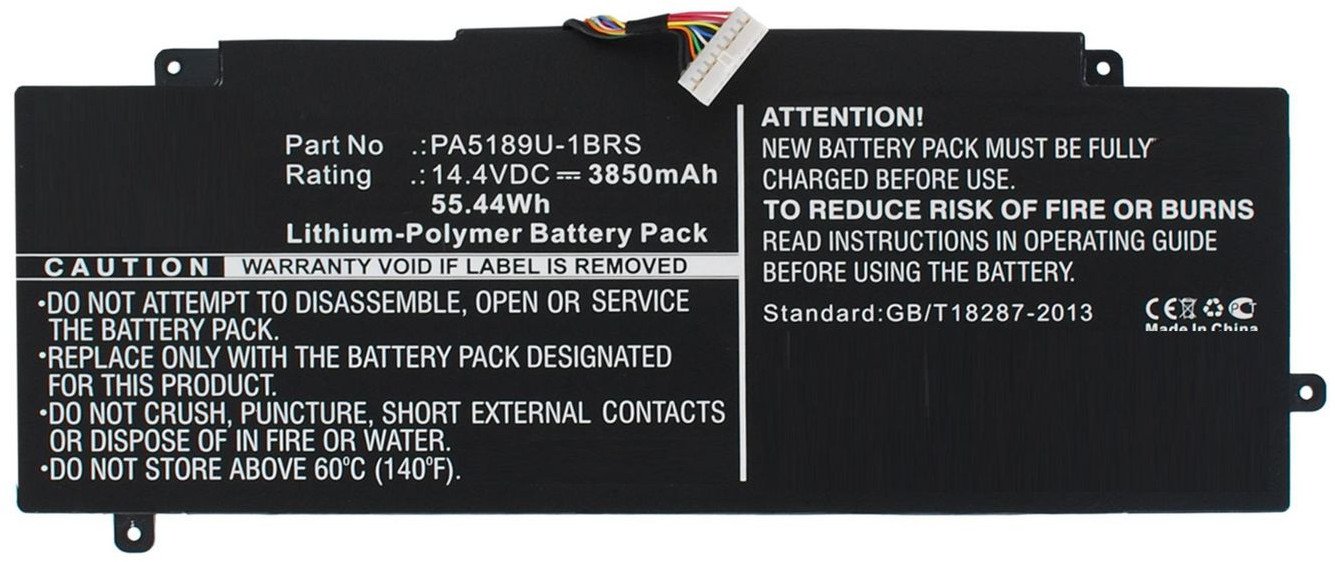 Part No .:PA5189U-1BRS
Rating .:14.4VDC ⎓ 3850mAh
55.44Wh
Lithium-Polymer Battery Pack
CAUTION WARRANTY VOID IF LABEL IS REMOVED
•DO NOT ATTEMPT TO DISASSEMBLE, OPEN OR SERVICE
THE BATTERY PACK.
•REPLACE ONLY WITH THE BATTERY PACK DESIGNATED
FOR THIS PRODUCT.
•DO NOT CRUSH, PUNCTURE, SHORT EXTERNAL CONTACTS
OR DISPOSE OF IN FIRE OR WATER.
•DO NOT STORE ABOVE 60°C (140°F).
ATTENTION!
NEW BATTERY PACK MUST BE FULLY
CHARGED BEFORE USE.
TO REDUCE RISK OF FIRE OR BURNS
READ INSTRUCTIONS IN OPERATING GUIDE
BEFORE USING THE BATTERY.
Standard:GB/T18287-2013
CE
Made In China